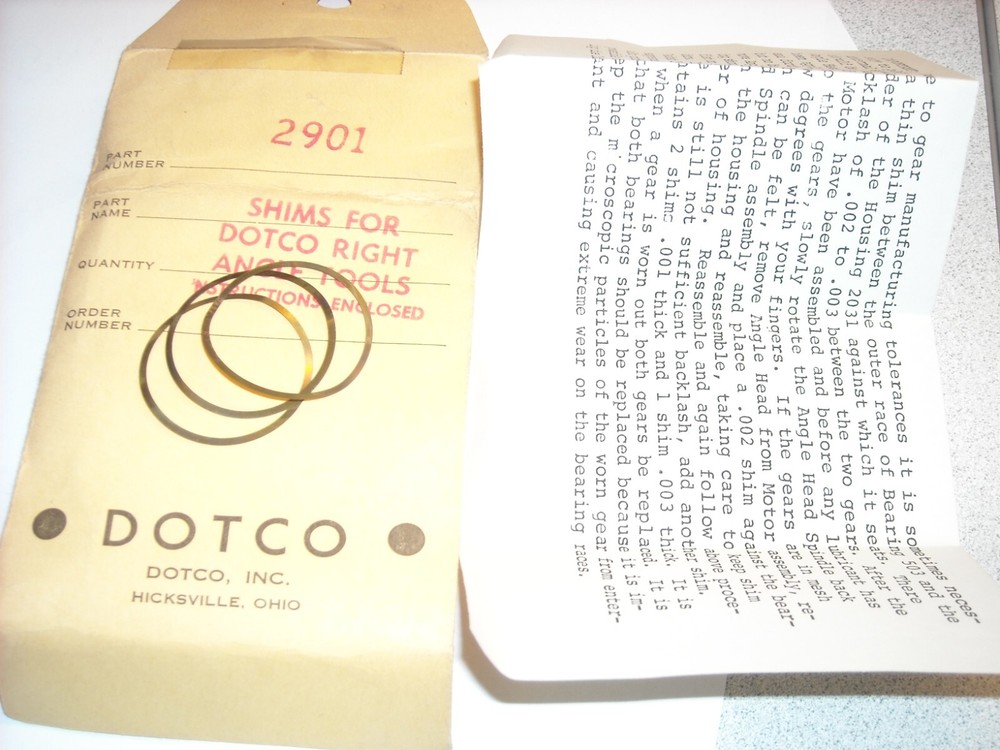 2901
PART
NUMBER
PART
NAME
SHIMS FOR
DOTCO RIGHT
ANGLE TOOLS
INSTRUCTIONS ENCLOSED
QUANTITY
ORDER
NUMBER
DOTCO
DOTCO, INC.
HICKSVILLE, OHIO
e to gear manufacturing tolerances it is sometimes neces-
a thin shim between the outer race of Bearing 503 and the
der of the Housing 2031 against which it seats. There
cklash of .002 to .003 between the two gears. After the
Motor have been assembled and before any lubricant has
the gears, slowly rotate the Angle Head Spindle back
w degrees with your fingers. If the gears are in mesh
n can be felt, remove Angle Head from Motor assembly, re-
d Spindle assembly and place a .002 shim against the bear-
n the housing and reassemble, taking care to keep shim
er of housing. Reassemble and again follow above proce-
e is still not sufficient backlash, add another shim.
ntains 2 shims .001 thick and 1 shim .003 thick. It is
when a gear is worn out both gears be replaced. It is
that both bearings should be replaced because it is im-
eep the microscopic particles of the worn gear from enter-
and causing extreme wear on the bearing races.